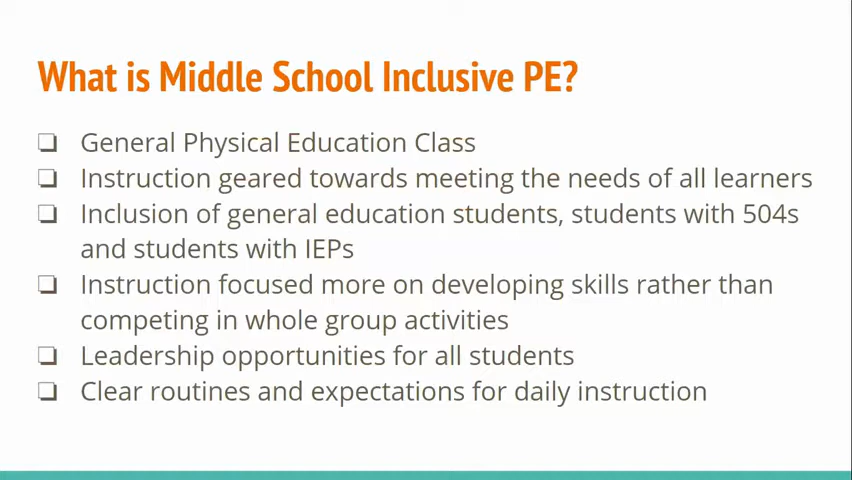 What is Middle School Inclusive PE?
❏ General Physical Education Class
❏ Instruction geared towards meeting the needs of all learners
❏ Inclusion of general education students, students with 504s
and students with IEPs
❏ Instruction focused more on developing skills rather than
competing in whole group activities
❏ Leadership opportunities for all students
❏ Clear routines and expectations for daily instruction